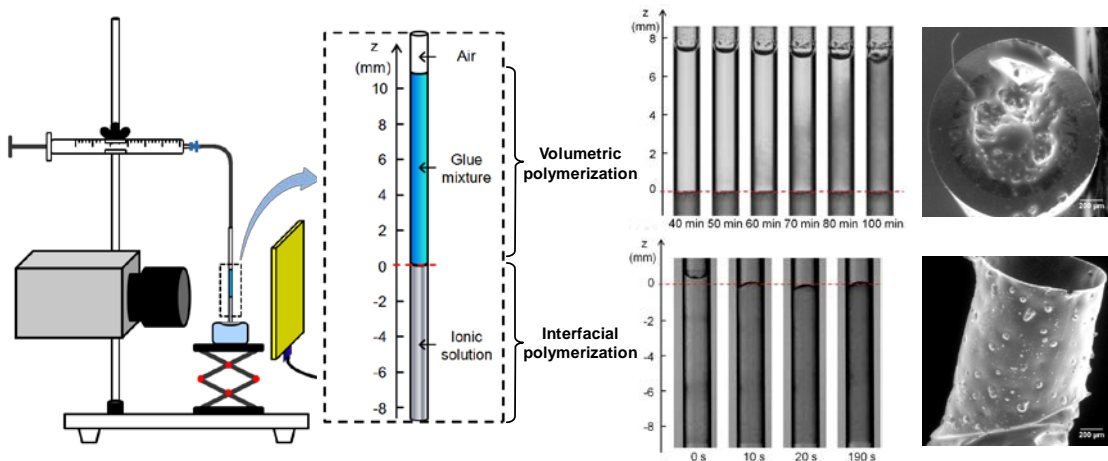 z
(mm)
10
8
6
4
2
0
-2
-4
-6
-8
Air
Glue
mixture
Ionic
solution
Volumetric
polymerization
Interfacial
polymerization
z
(mm)
8
6
4
2
0
40 min 50 min 60 min 70 min 80 min 100 min
200 µm
z
(mm)
0
-2
-4
-6
-8
0 s 10 s 20 s 190 s
200 µm